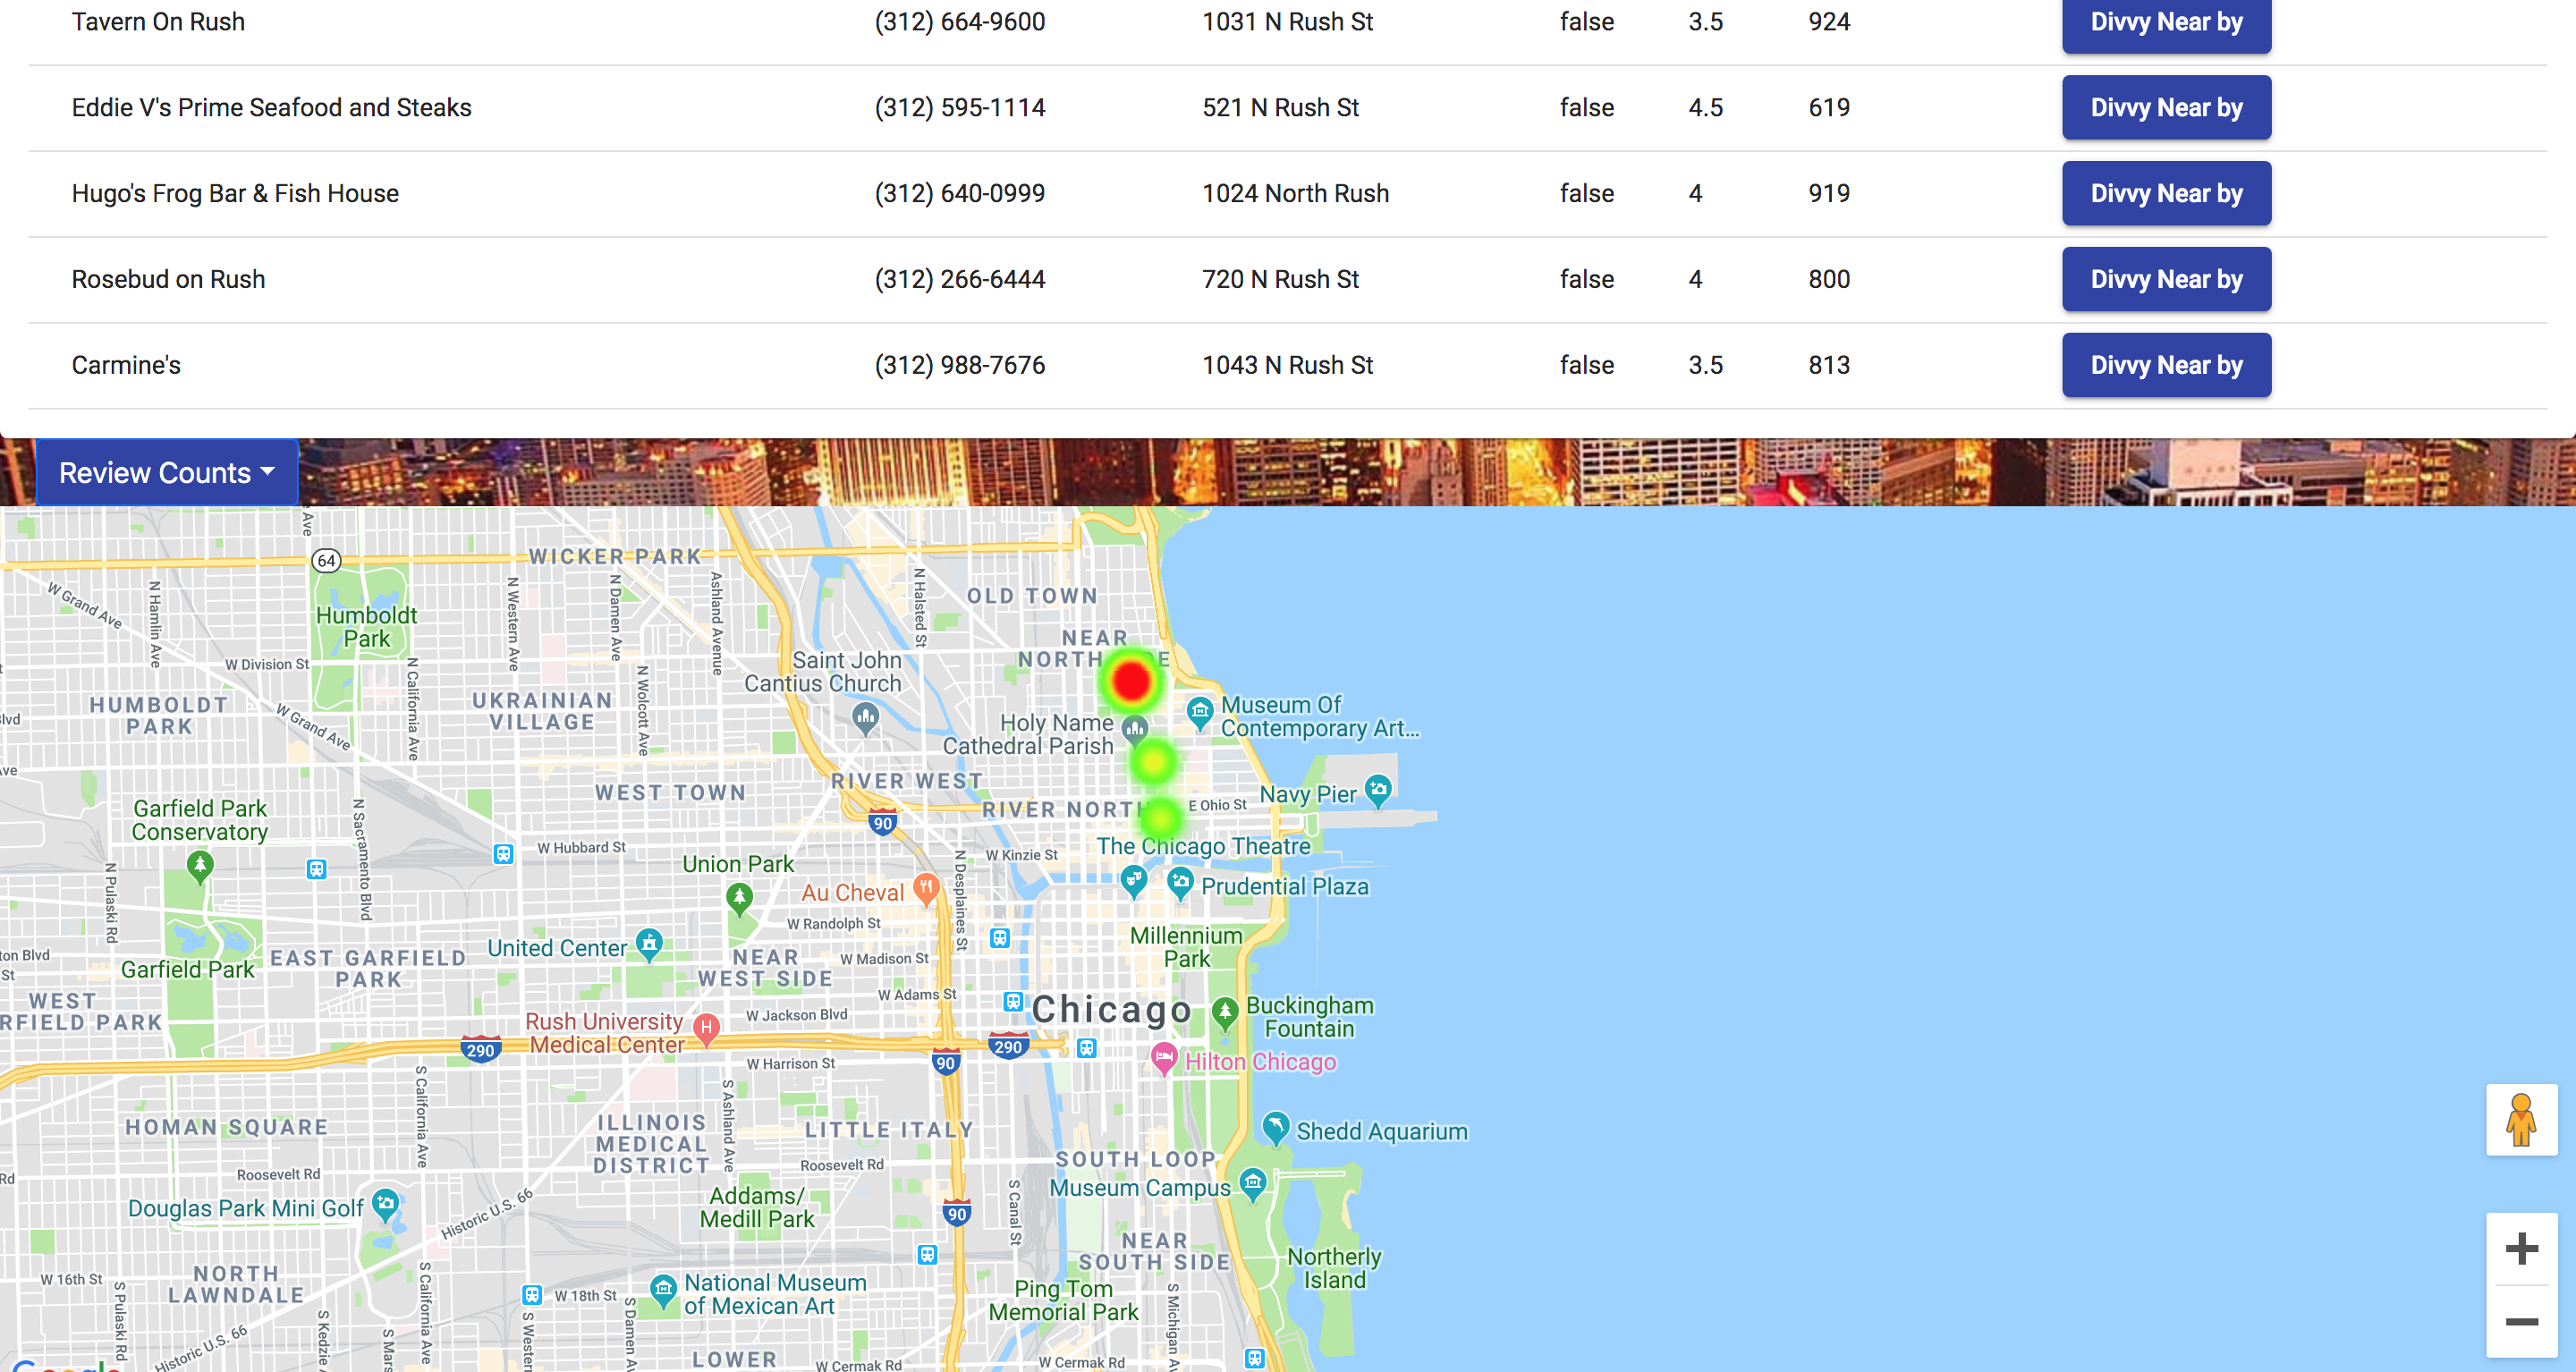 Tavern On Rush (312) 664-9600 1031 N Rush St false 3.5 924 Divvy Near by
Eddie V's Prime Seafood and Steaks (312) 595-1114 521 N Rush St false 4.5 619 Divvy Near by
Hugo's Frog Bar & Fish House (312) 640-0999 1024 North Rush false 4 919 Divvy Near by
Rosebud on Rush (312) 266-6444 720 N Rush St false 4 800 Divvy Near by
Carmine's (312) 988-7676 1043 N Rush St false 3.5 813 Divvy Near by
Review Counts
Ave
WICKER PARK
64
W Grand Ave
N Hamlin Ave
N Western Ave
N Damen Ave
Ashland Avenue
N Halsted St
OLD TOWN
Humboldt
Park
NEAR
NORTH
W Division St
N California Ave
N Wolcott Ave
Saint John
Cantius Church
HUMBOLDT
PARK
UKRAINIAN
VILLAGE
W Grand Ave
Museum Of
Contemporary Art...
Holy Name
Cathedral Parish
lvd
Ave
RIVER WEST
WEST TOWN
RIVER NORTH
E Ohio St
Navy Pier
Garfield Park
Conservatory
N Sacramento Blvd
90
W Hubbard St
W Kinzie St
The Chicago Theatre
N Pulaski Rd
Union Park
Au Cheval
N Desplaines St
Prudential Plaza
W Randolph St
ton Blvd
St
EAST GARFIELD
PARK
Garfield Park
United Center
NEAR
WEST SIDE
W Madison St
Millennium
Park
W Adams St
WEST
RFIELD PARK
Chicago
Buckingham
Fountain
Rush University
Medical Center
H
W Jackson Blvd
290
290
90
W Harrison St
Hilton Chicago
S California Ave
S Ashland Ave
HOMAN SQUARE
ILLINOIS
MEDICAL
DISTRICT
LITTLE ITALY
Shedd Aquarium
Roosevelt Rd
Roosevelt Rd
Rd
SOUTH LOOP
Museum Campus
Douglas Park Mini Golf
Historic U.S. 66
Addams/
Medill Park
90
S Canal St
NEAR
SOUTH SIDE
Northerly
Island
W 16th St
NORTH
LAWNDALE
S Pulaski Rd
S California Ave
W 18th St
National Museum
of Mexican Art
Ping Tom
Memorial Park
S Michigan Av
S Kedzie
S Mars
S Western
S Damen A
Historic U.S. 66
LOWER
W Cermak Rd
W Cermak Rd
Google